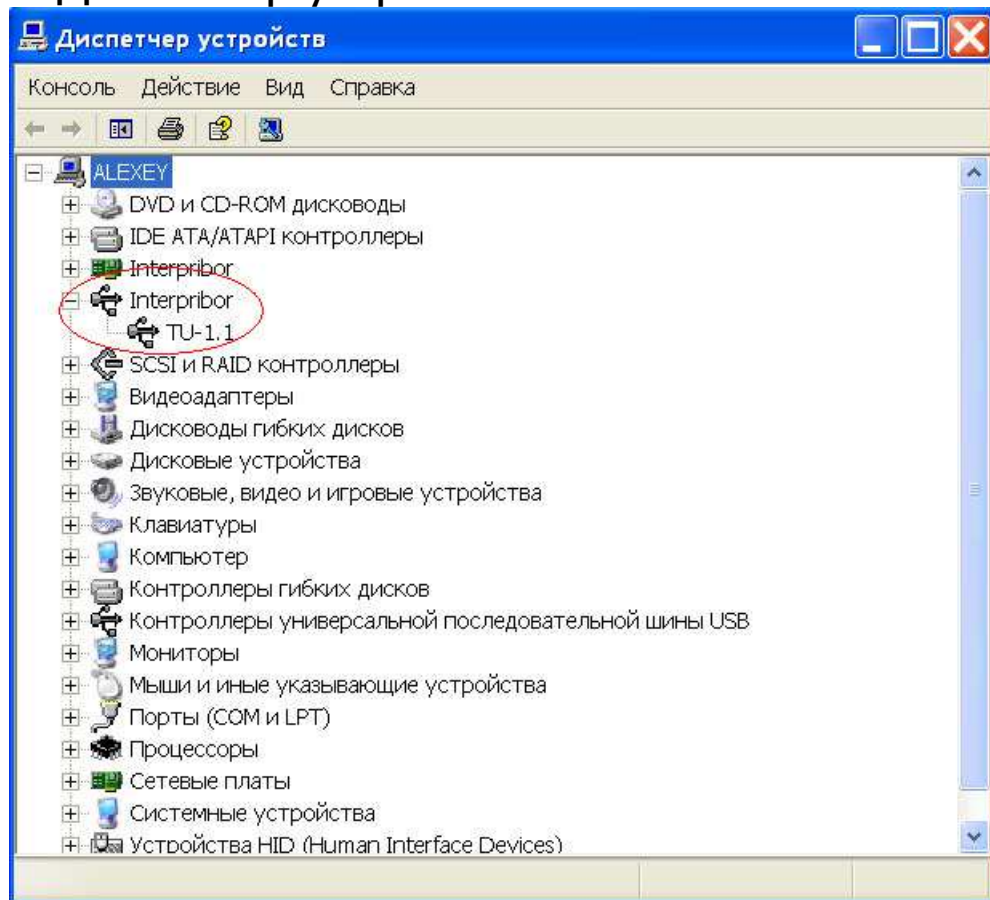 Диспетчер устройств
Консоль Действие Вид Справка
ALEXEY
DVD и CD-ROM дисководы
IDE ATA/ATAPI контроллеры
Interpribor
Interpribor
TU-1.1
SCSI и RAID контроллеры
Видеоадаптеры
Дисководы гибких дисков
Дисковые устройства
Звуковые, видео и игровые устройства
Клавиатуры
Компьютер
Контроллеры гибких дисков
Контроллеры универсальной последовательной шины USB
Мониторы
Мыши и иные указывающие устройства
Порты (COM и LPT)
Процессоры
Сетевые платы
Системные устройства
Устройства HID (Human Interface Devices)